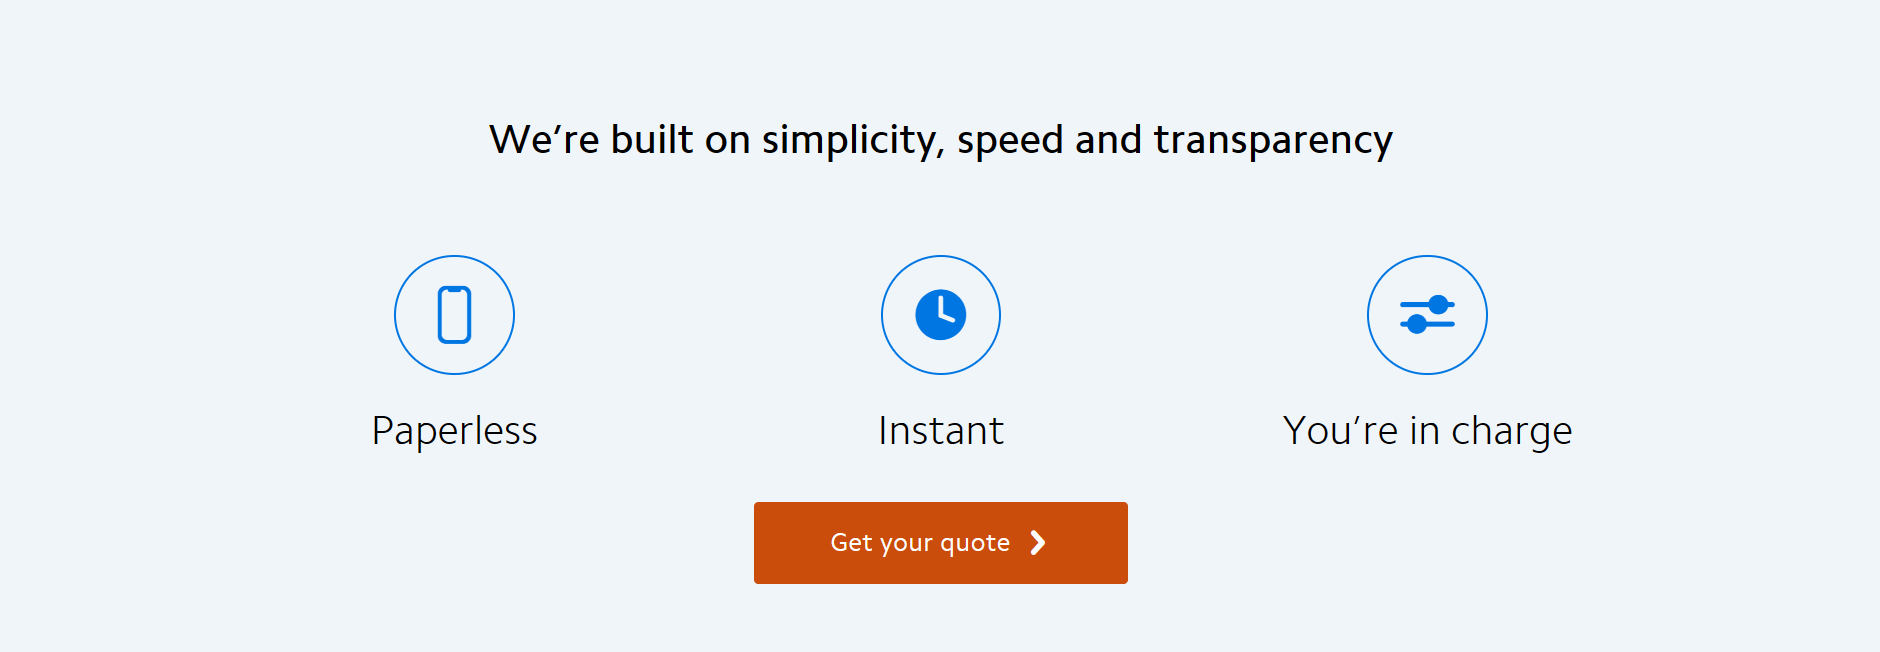 We’re built on simplicity, speed and transparency
Paperless
Instant
You’re in charge
Get your quote